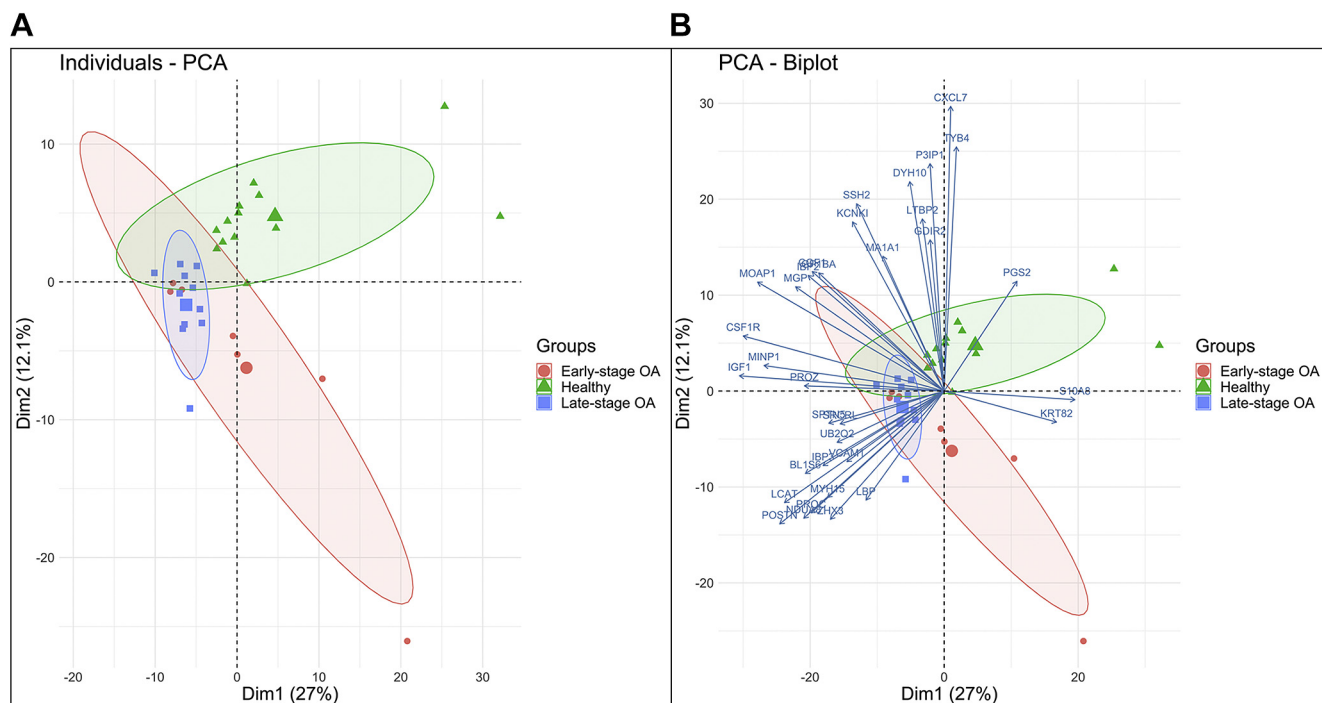 A
B
Individuals - PCA
PCA - Biplot
Dim2 (12.1%)
10
0
-10
-20
-20
-10
0
10
20
30
Dim1 (27%)
Groups
Early-stage OA
Healthy
Late-stage OA
Dim2 (12.1%)
30
20
10
0
-10
-20
-20
0
20
Dim1 (27%)
CXCL7
TYB4
P3IP1
DYH10
SSH2
KCNKI
LTBP2
GDIR2
MA1A1
MOAP1
MGP
PGS2
CSF1R
MINP1
IGF1
PROZ
S10A8
KRT82
UB2Q2
VCAM1
BL1S6
LCAT
MYH15
LBP
POSTN
ZHX3
Groups
Early-stage OA
Healthy
Late-stage OA